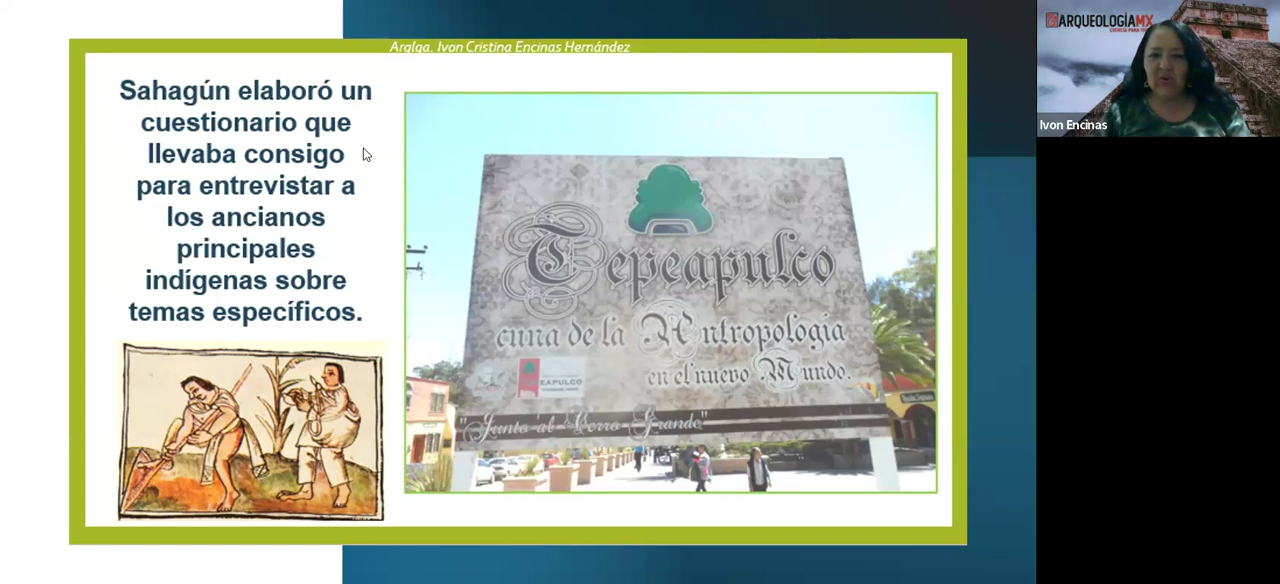 Arqlga. Ivon Cristina Encinas Hernández
Sahagún elaboró un
cuestionario que
llevaba consigo
para entrevistar a
los ancianos
principales
indígenas sobre
temas específicos.
Tepeapulco
cuna de la Antropologia
en el nuevo Mundo.
EAPULCO
"Junto al Cerro Grande"
ARQUEOLOGÍAMX
Ivon Encinas